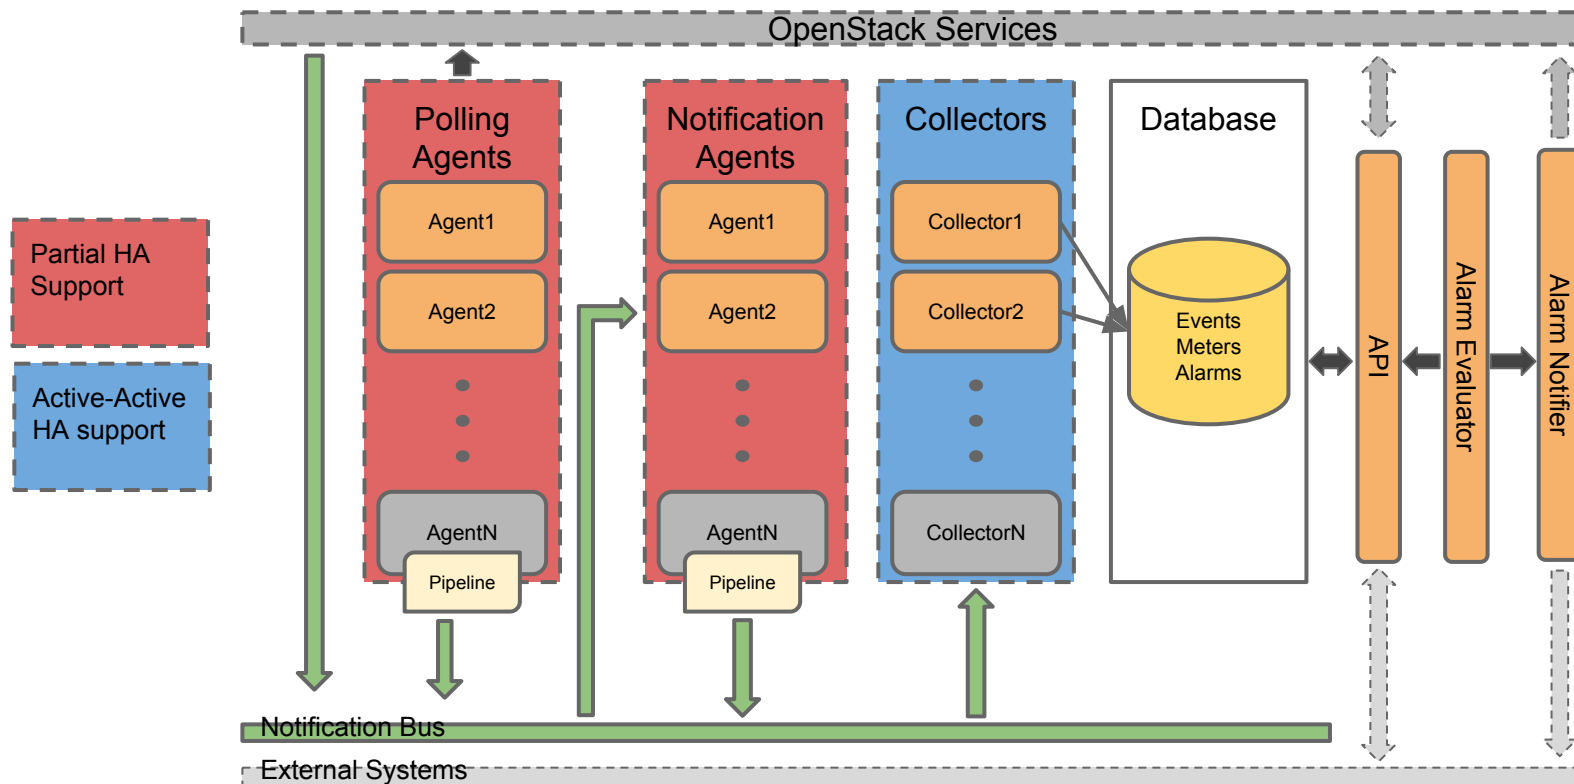 OpenStack Services
Polling
Agents
Agent1
Agent2
AgentN
Pipeline
Notification
Agents
Agent1
Agent2
AgentN
Pipeline
Collectors
Collector1
Collector2
CollectorN
Database
Events
Meters
Alarms
API
Alarm Evaluator
Alarm Notifier
Partial HA
Support
Active-Active
HA support
Notification Bus
External Systems